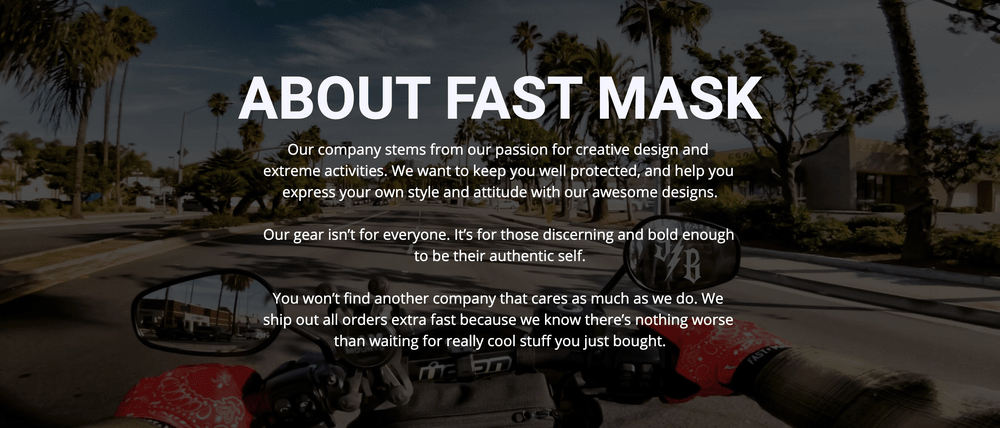 ABOUT FAST MASK
Our company stems from our passion for creative design and
extreme activities. We want to keep you well protected, and help you
express your own style and attitude with our awesome designs.
Our gear isn’t for everyone. It’s for those discerning and bold enough
to be their authentic self.
You won’t find another company that cares as much as we do. We
ship out all orders extra fast because we know there’s nothing worse
than waiting for really cool stuff you just bought.